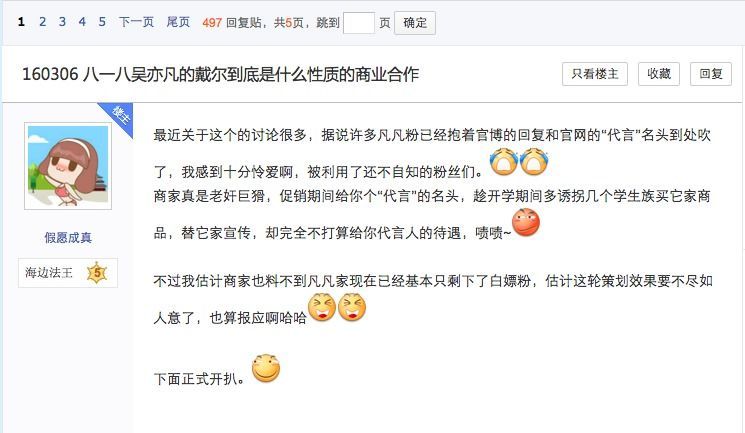 1 2 3 4 5 下一页 尾页 497 回复贴，共5页，跳到 页 确定
160306 八一八吴亦凡的戴尔到底是什么性质的商业合作 只看楼主 收藏 回复
楼主
最近关于这个的讨论很多，据说许多凡凡粉已经抱着官博的回复和官网的“代言”名头到处吹
了，我感到十分怜爱啊，被利用了还不自知的粉丝们。
商家真是老奸巨猾，促销期间给你个“代言”的名头，趁开学期间多诱拐几个学生族买它家商
品，替它家宣传，却完全不打算给你代言人的待遇，啧啧~
假愿成真
海边法王 5
不过我估计商家也料不到凡凡家现在已经基本只剩下了白嫖粉，估计这轮策划效果要不尽如
人意了，也算报应啊哈哈
下面正式开扒。